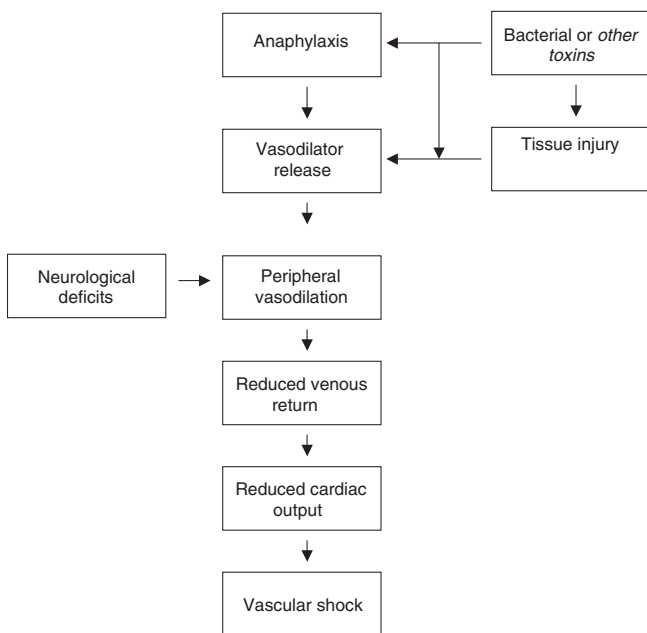 Anaphylaxis
Bacterial or other
toxins
Vasodilator
release
Tissue injury
Neurological
deficits
Peripheral
vasodilation
Reduced venous
return
Reduced cardiac
output
Vascular shock